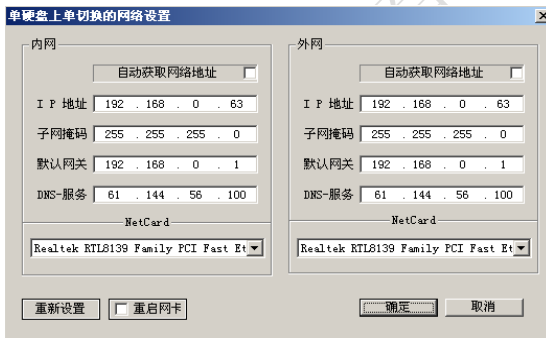 单硬盘上单切换的网络设置
内网
自动获取网络地址
IP 地址 192 . 168 . 0 . 63
子网掩码 255 . 255 . 255 . 0
默认网关 192 . 168 . 0 . 1
DNS-服务 61 . 144 . 56 . 100
NetCard
Realtek RTL8139 Family PCI Fast Et
外网
自动获取网络地址
IP 地址 192 . 168 . 0 . 63
子网掩码 255 . 255 . 255 . 0
默认网关 192 . 168 . 0 . 1
DNS-服务 61 . 144 . 56 . 100
NetCard
Realtek RTL8139 Family PCI Fast Et
重新设置 重启网卡 确定 取消